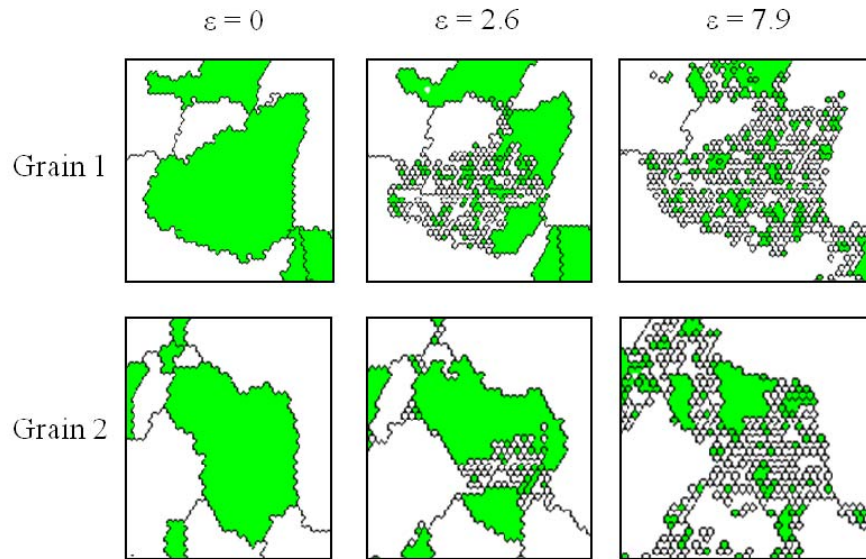 ε = 0 ε = 2.6 ε = 7.9
Grain 1
Grain 2